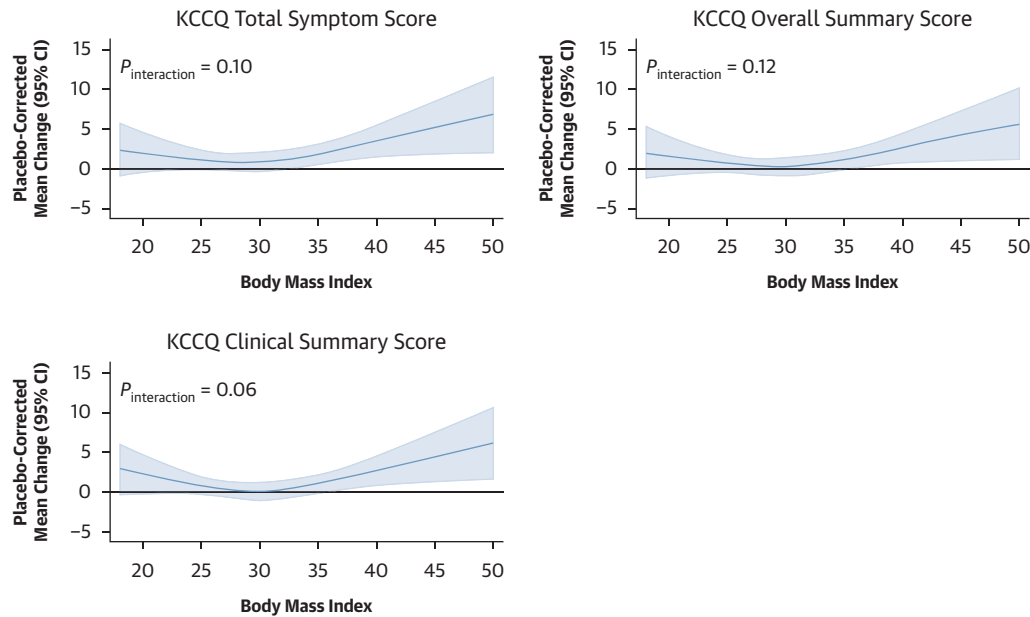 KCCQ Total Symptom Score
Placebo-Corrected
Mean Change (95% CI)
15
10
5
0
−5
P interaction = 0.10
20 25 30 35 40 45 50
Body Mass Index
KCCQ Overall Summary Score
Placebo-Corrected
Mean Change (95% CI)
15
10
5
0
−5
P interaction = 0.12
20 25 30 35 40 45 50
Body Mass Index
KCCQ Clinical Summary Score
Placebo-Corrected
Mean Change (95% CI)
15
10
5
0
−5
P interaction = 0.06
20 25 30 35 40 45 50
Body Mass Index